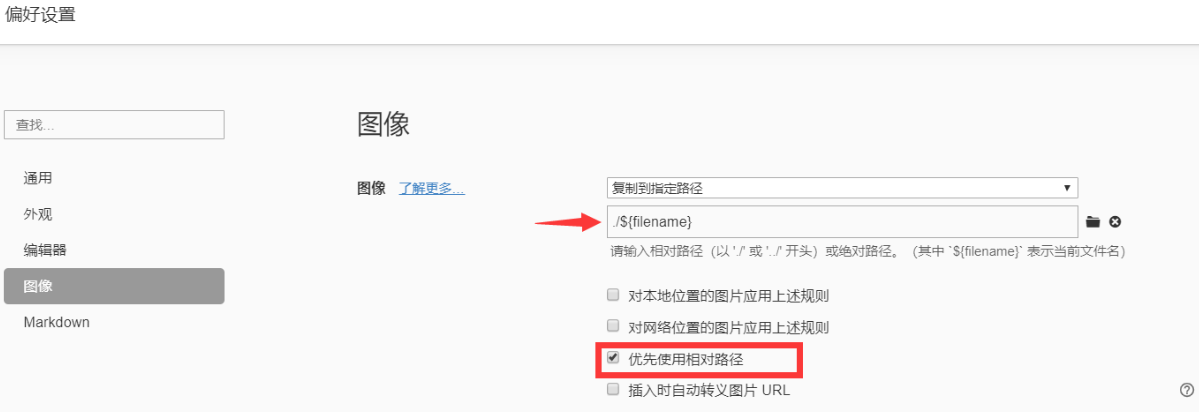 偏好设置
查找...
通用
外观
编辑器
图像
Markdown
图像
图像 了解更多...
复制到指定路径
./${filename}
请输入相对路径（以 './' 或 '../' 开头）或绝对路径。（其中 `${filename}` 表示当前文件名）
对本地位置的图片应用上述规则
对网络位置的图片应用上述规则
优先使用相对路径
插入时自动转义图片 URL